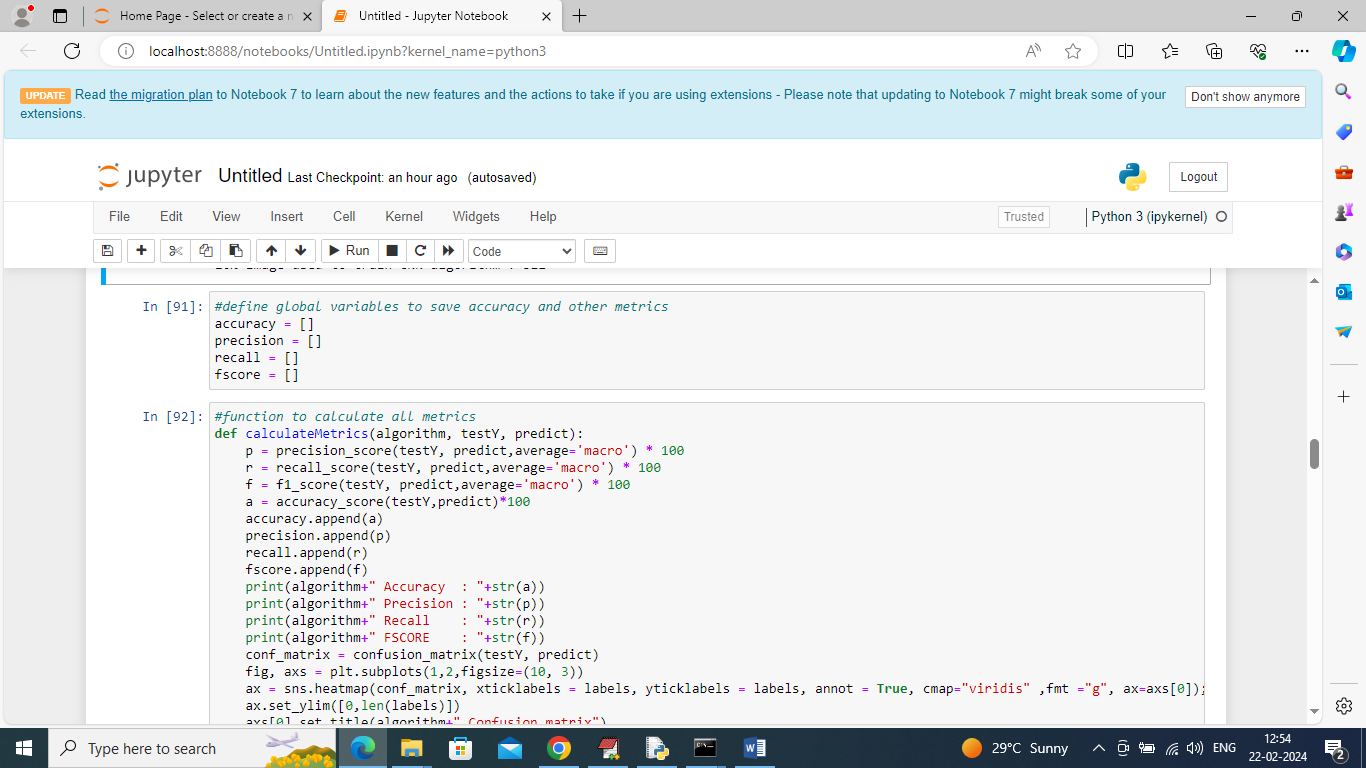 Home Page - Select or create a n
Untitled - Jupyter Notebook
localhost:8888/notebooks/Untitled.ipynb?kernel_name=python3
UPDATE Read the migration plan to Notebook 7 to learn about the new features and the actions to take if you are using extensions - Please note that updating to Notebook 7 might break some of your
extensions.
Don't show anymore
jupyter Untitled Last Checkpoint: an hour ago (autosaved)
Logout
File Edit View Insert Cell Kernel Widgets Help
Trusted
Python 3 (ipykernel)
Run
Code
In [91]: #define global variables to save accuracy and other metrics
accuracy = []
precision = []
recall = []
fscore = []
In [92]: #function to calculate all metrics
def calculateMetrics(algorithm, testY, predict):
    p = precision_score(testY, predict,average='macro') * 100
    r = recall_score(testY, predict,average='macro') * 100
    f = f1_score(testY, predict,average='macro') * 100
    a = accuracy_score(testY,predict)*100
    accuracy.append(a)
    precision.append(p)
    recall.append(r)
    fscore.append(f)
    print(algorithm+" Accuracy  : "+str(a))
    print(algorithm+" Precision : "+str(p))
    print(algorithm+" Recall    : "+str(r))
    print(algorithm+" FSCORE    : "+str(f))
    conf_matrix = confusion_matrix(testY, predict)
    fig, axs = plt.subplots(1,2,figsize=(10, 3))
    ax = sns.heatmap(conf_matrix, xticklabels = labels, yticklabels = labels, annot = True, cmap="viridis" ,fmt ="g", ax=axs[0]);
    ax.set_ylim([0,len(labels)])
    axs[0].set_title(algorithm+" Confusion matrix")
Type here to search
29°C Sunny
ENG
12:54
22-02-2024
2